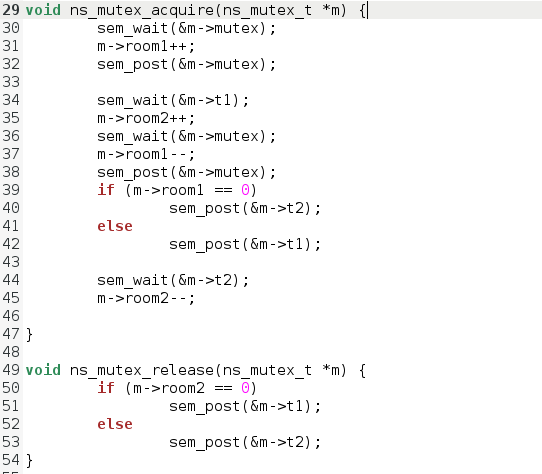 29 void ns_mutex_acquire(ns_mutex_t *m) {
30 sem_wait(&m->mutex);
31 m->room1++;
32 sem_post(&m->mutex);
33
34 sem_wait(&m->t1);
35 m->room2++;
36 sem_wait(&m->mutex);
37 m->room1--;
38 sem_post(&m->mutex);
39 if (m->room1 == 0)
40 sem_post(&m->t2);
41 else
42 sem_post(&m->t1);
43
44 sem_wait(&m->t2);
45 m->room2--;
46
47 }
48
49 void ns_mutex_release(ns_mutex_t *m) {
50 if (m->room2 == 0)
51 sem_post(&m->t1);
52 else
53 sem_post(&m->t2);
54 }